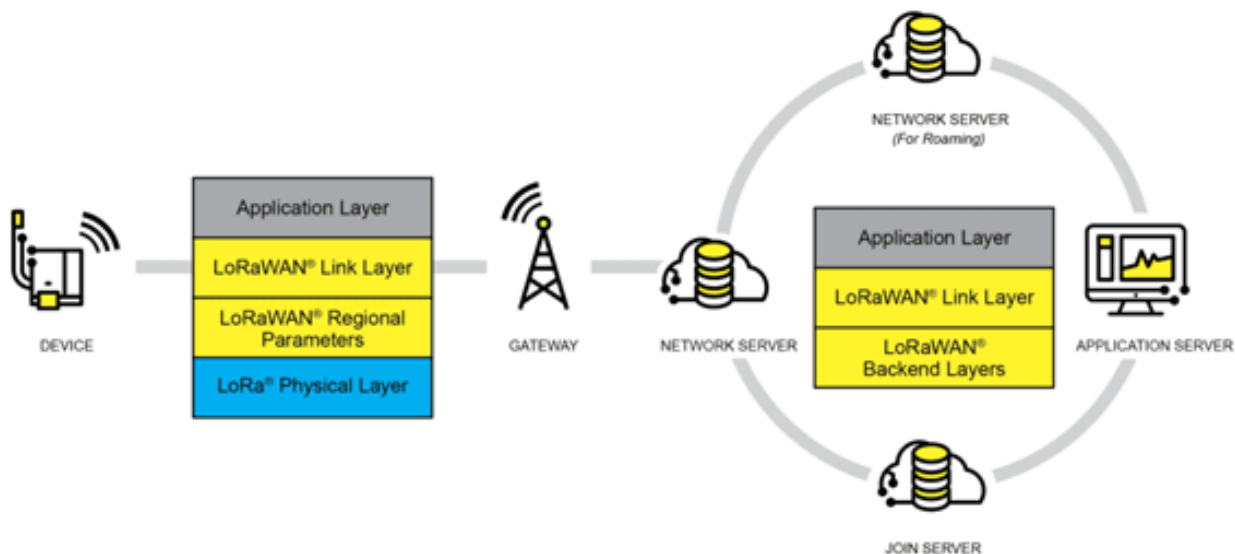 NETWORK SERVER
(For Roaming)
Application Layer
LoRaWAN® Link Layer
LoRaWAN® Regional
Parameters
LoRa® Physical Layer
Application Layer
LoRaWAN® Link Layer
LoRaWAN®
Backend Layers
DEVICE
GATEWAY
NETWORK SERVER
APPLICATION SERVER
JOIN SERVER